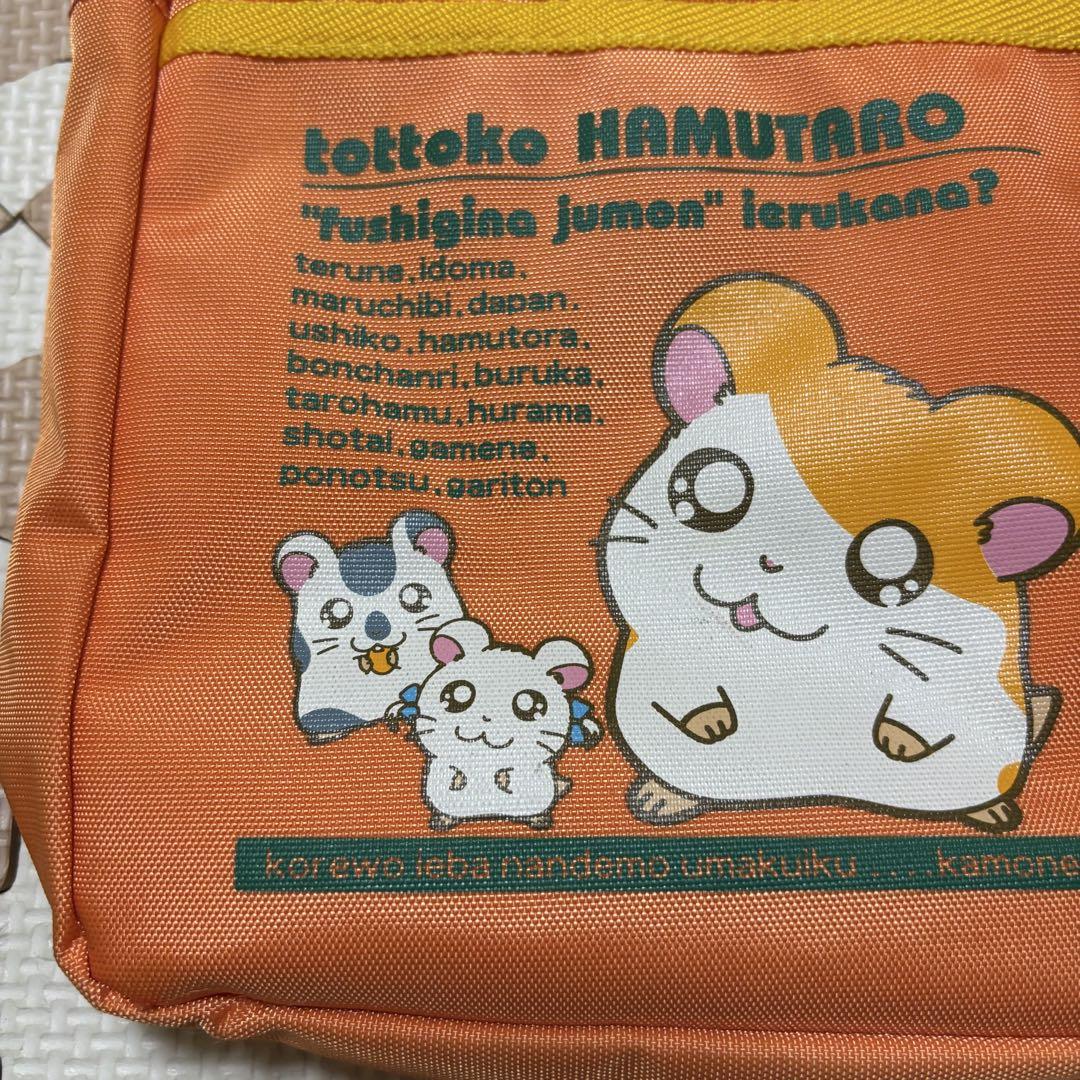 tottoko HAMUTARO
"fushigina jumon" ierukana?
terune.idoma.
maruchibi.dapan.
ushiko.hamutora.
bonchanri.buruka.
tarohamu.hurama.
shotai.gamene.
ponotsu.gariton
korewo ieba nandemo umakuiku ....kamone